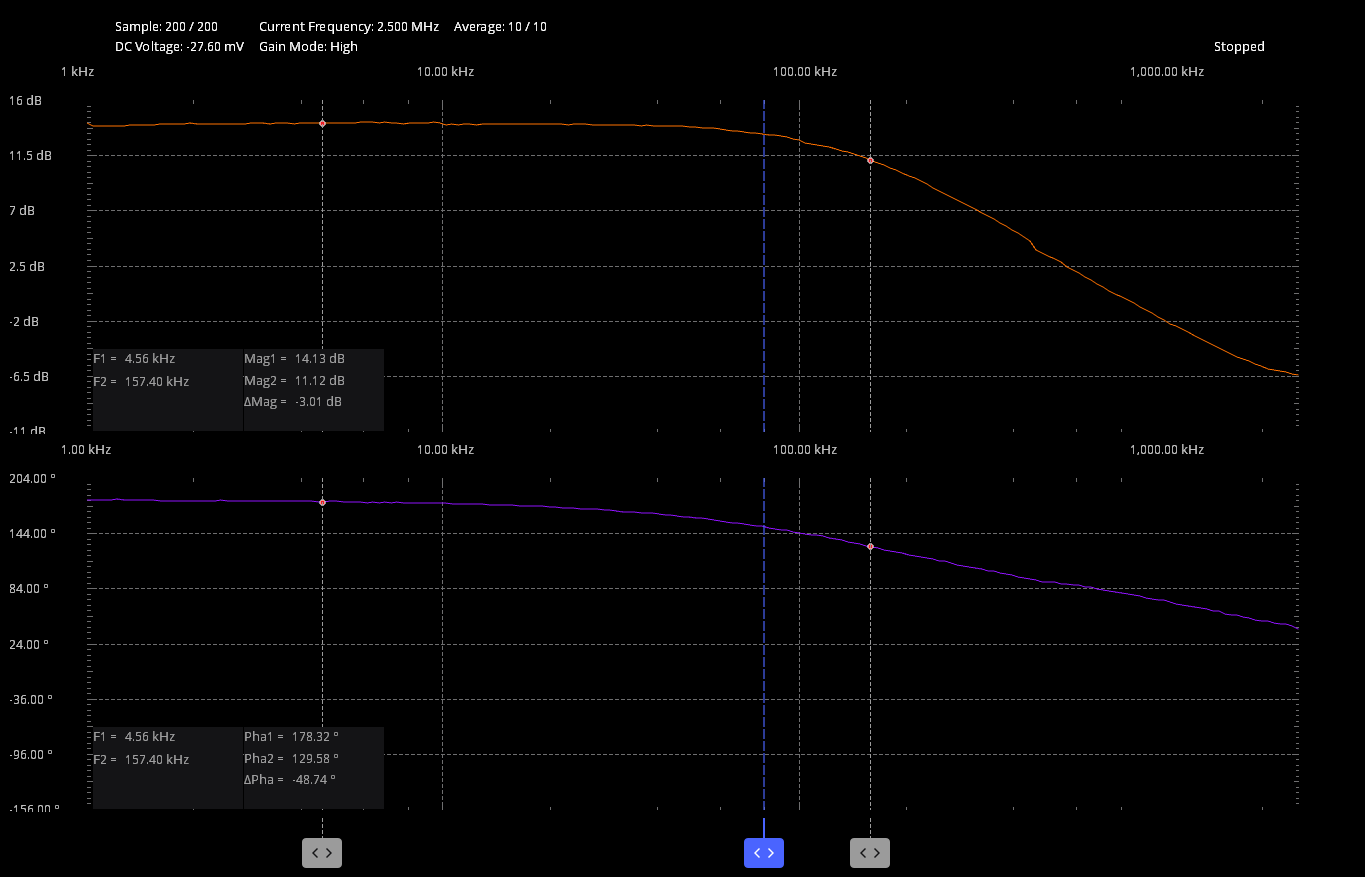 Sample: 200 / 200 Current Frequency: 2.500 MHz Average: 10 / 10
DC Voltage: -27.60 mV Gain Mode: High Stopped
1 kHz 10.00 kHz 100.00 kHz 1,000.00 kHz
16 dB
11.5 dB
7 dB
2.5 dB
-2 dB
F1 = 4.56 kHz Mag1 = 14.13 dB
-6.5 dB
F2 = 157.40 kHz Mag2 = 11.12 dB
ΔMag = -3.01 dB
-11 dB
1.00 kHz 10.00 kHz 100.00 kHz 1,000.00 kHz
204.00 °
144.00 °
84.00 °
24.00 °
-36.00 °
F1 = 4.56 kHz Pha1 = 178.32 °
-96.00 °
F2 = 157.40 kHz Pha2 = 129.58 °
ΔPha = -48.74 °
-156.00 °